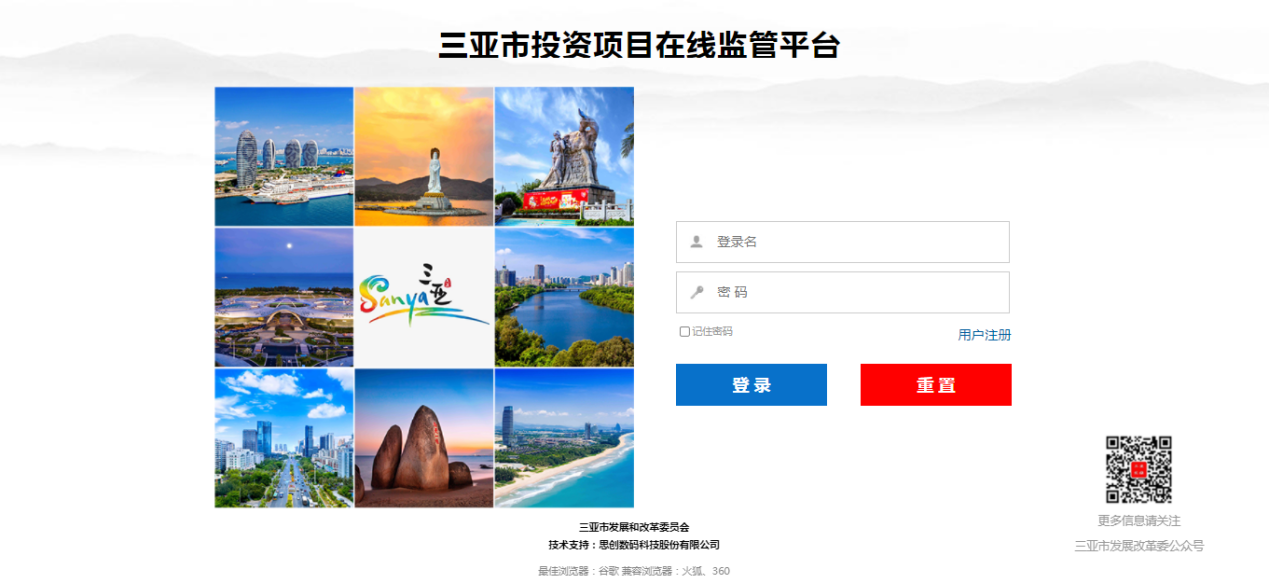 三亚市投资项目在线监管平台
Sanya三亚
登录名
密 码
记住密码
用户注册
登 录
重 置
更多信息请关注
三亚市发展改革委公众号
三亚市发展和改革委员会
技术支持：思创数码科技股份有限公司
最佳浏览器：谷歌 兼容浏览器：火狐、360